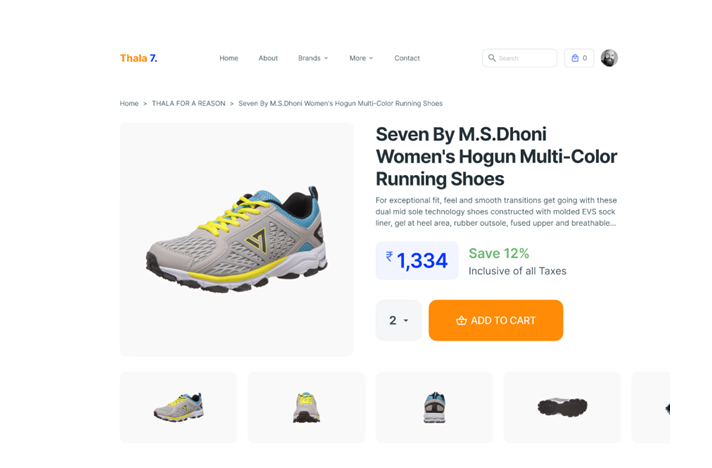 Thala 7.
Home About Brands More Contact
Search
0
Home > THALA FOR A REASON > Seven By M.S.Dhoni Women's Hogun Multi-Color Running Shoes
Seven By M.S.Dhoni
Women's Hogun Multi-Color
Running Shoes
For exceptional fit, feel and smooth transitions get going with these
dual mid sole technology shoes constructed with molded EVS sock
liner, gel at heel area, rubber outsole, fused upper and breathable...
₹ 1,334
Save 12%
Inclusive of all Taxes
2
ADD TO CART